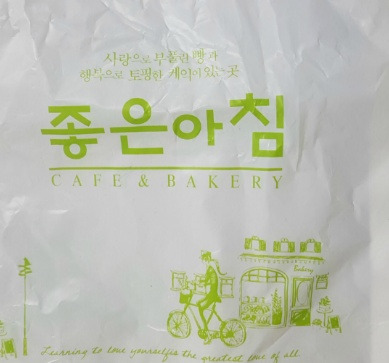 사랑으로 부풀린 빵과
행복으로 토핑한 케이크가 있는 곳
좋은아침
CAFE & BAKERY
Bakery
Learning to love yourself is the greatest love of all